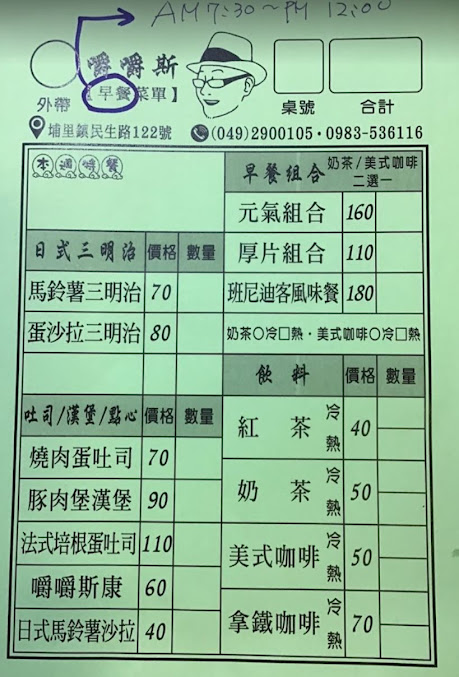 AM 7:30~PM 12:00
嚼嚼斯
【早餐菜單】
外帶
桌號
合計
埔里鎮民生路122號 (049)2900105·0983-536116
本週特餐
日式三明治 價格 數量
馬鈴薯三明治 70
蛋沙拉三明治 80
吐司/漢堡/點心 價格 數量
燒肉蛋吐司 70
豚肉堡漢堡 90
法式培根蛋吐司 110
嚼嚼斯康 60
日式馬鈴薯沙拉 40
早餐組合 奶茶/美式咖啡
二選一
元氣組合 160
厚片組合 110
班尼迪客風味餐 180
奶茶○冷□熱·美式咖啡○冷□熱
飲料 價格 數量
紅茶 冷 熱 40
奶茶 冷 熱 50
美式咖啡 冷 熱 50
拿鐵咖啡 冷 熱 70